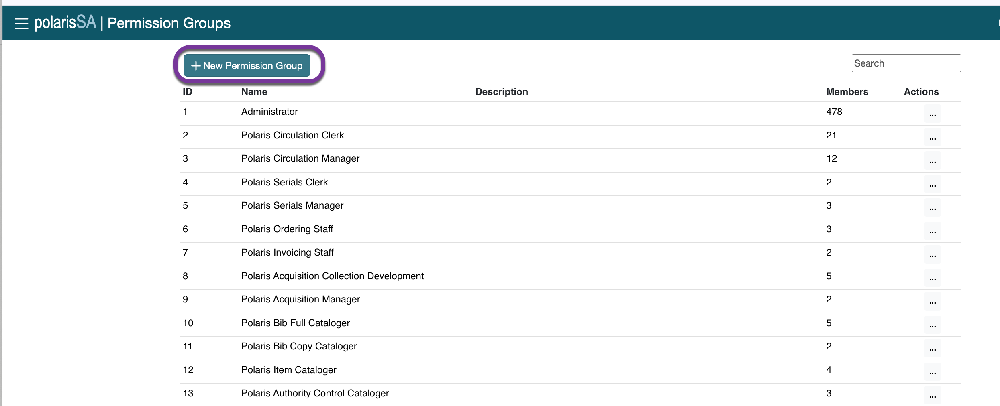 polarisSA | Permission Groups
+ New Permission Group
Search
ID Name Description Members Actions
1 Administrator 478 ...
2 Polaris Circulation Clerk 21 ...
3 Polaris Circulation Manager 12 ...
4 Polaris Serials Clerk 2 ...
5 Polaris Serials Manager 3 ...
6 Polaris Ordering Staff 3 ...
7 Polaris Invoicing Staff 2 ...
8 Polaris Acquisition Collection Development 5 ...
9 Polaris Acquisition Manager 2 ...
10 Polaris Bib Full Cataloger 5 ...
11 Polaris Bib Copy Cataloger 2 ...
12 Polaris Item Cataloger 4 ...
13 Polaris Authority Control Cataloger 3 ...